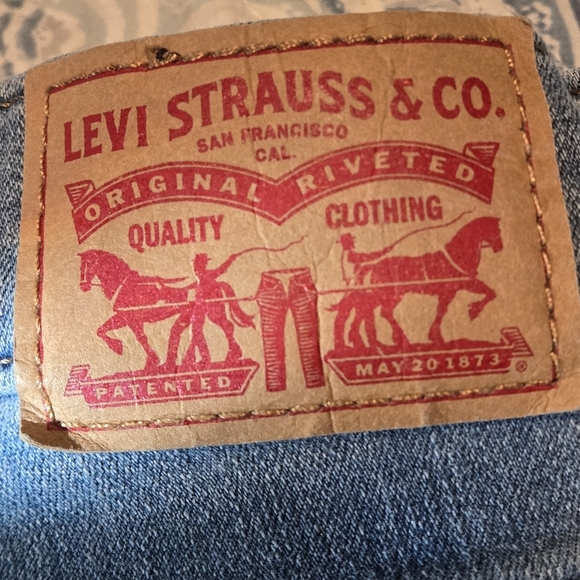 LEVI STRAUSS & CO.
SAN FRANCISCO
CAL.
ORIGINAL RIVETED
QUALITY CLOTHING
PATENTED MAY 20 1873
®